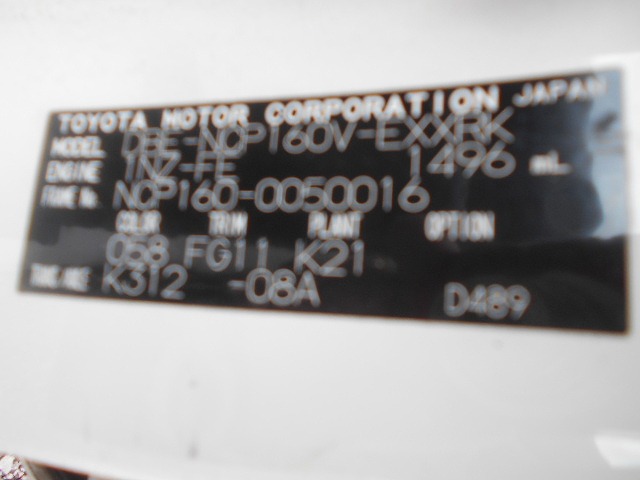 TOYOTA MOTOR CORPORATION JAPAN
MODEL DBE-NCP160V-EXXRK
ENGINE 1NZ-FE 1496 mL
FRAME No. NCP160-0050016
COLOR TRIM PLANT OPTION
058 FG11 K21
TRANS. AXLE K312 -08A D489